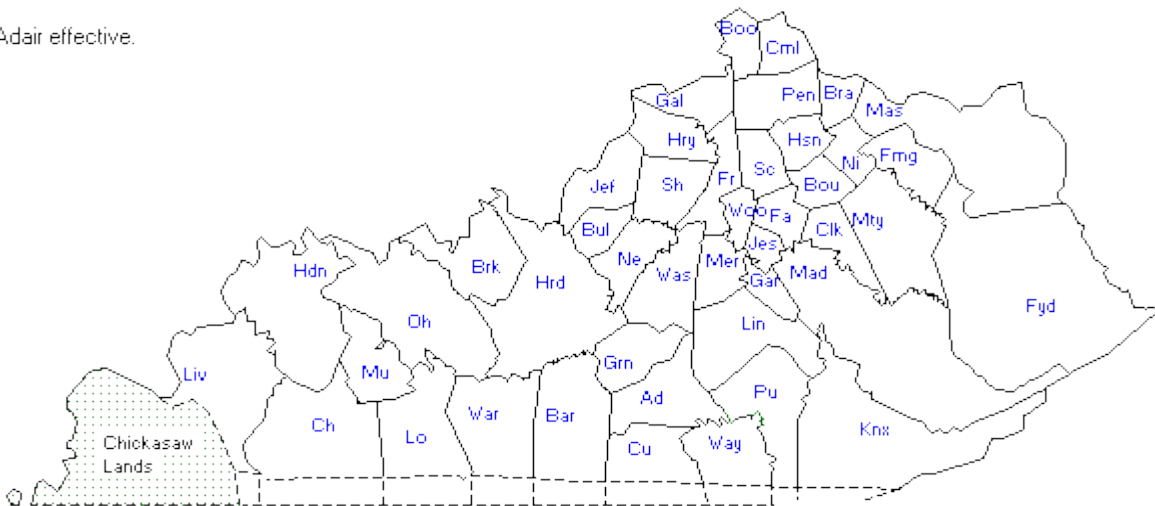 Adair effective.
Boo
Cml
Gal
Pen
Bra
Mas
Hry
Hsn
Ni
Fmg
Jef
Sh
Fr
Sc
Bou
Woo
Fa
Clk
Mty
Bul
Jes
Ne
Was
Mer
Gar
Mad
Hdn
Brk
Hrd
Fyd
Oh
Lin
Liv
Mu
Grn
Ad
Pu
Ch
Lo
War
Bar
Cu
Way
Knx
Chickasaw
Lands